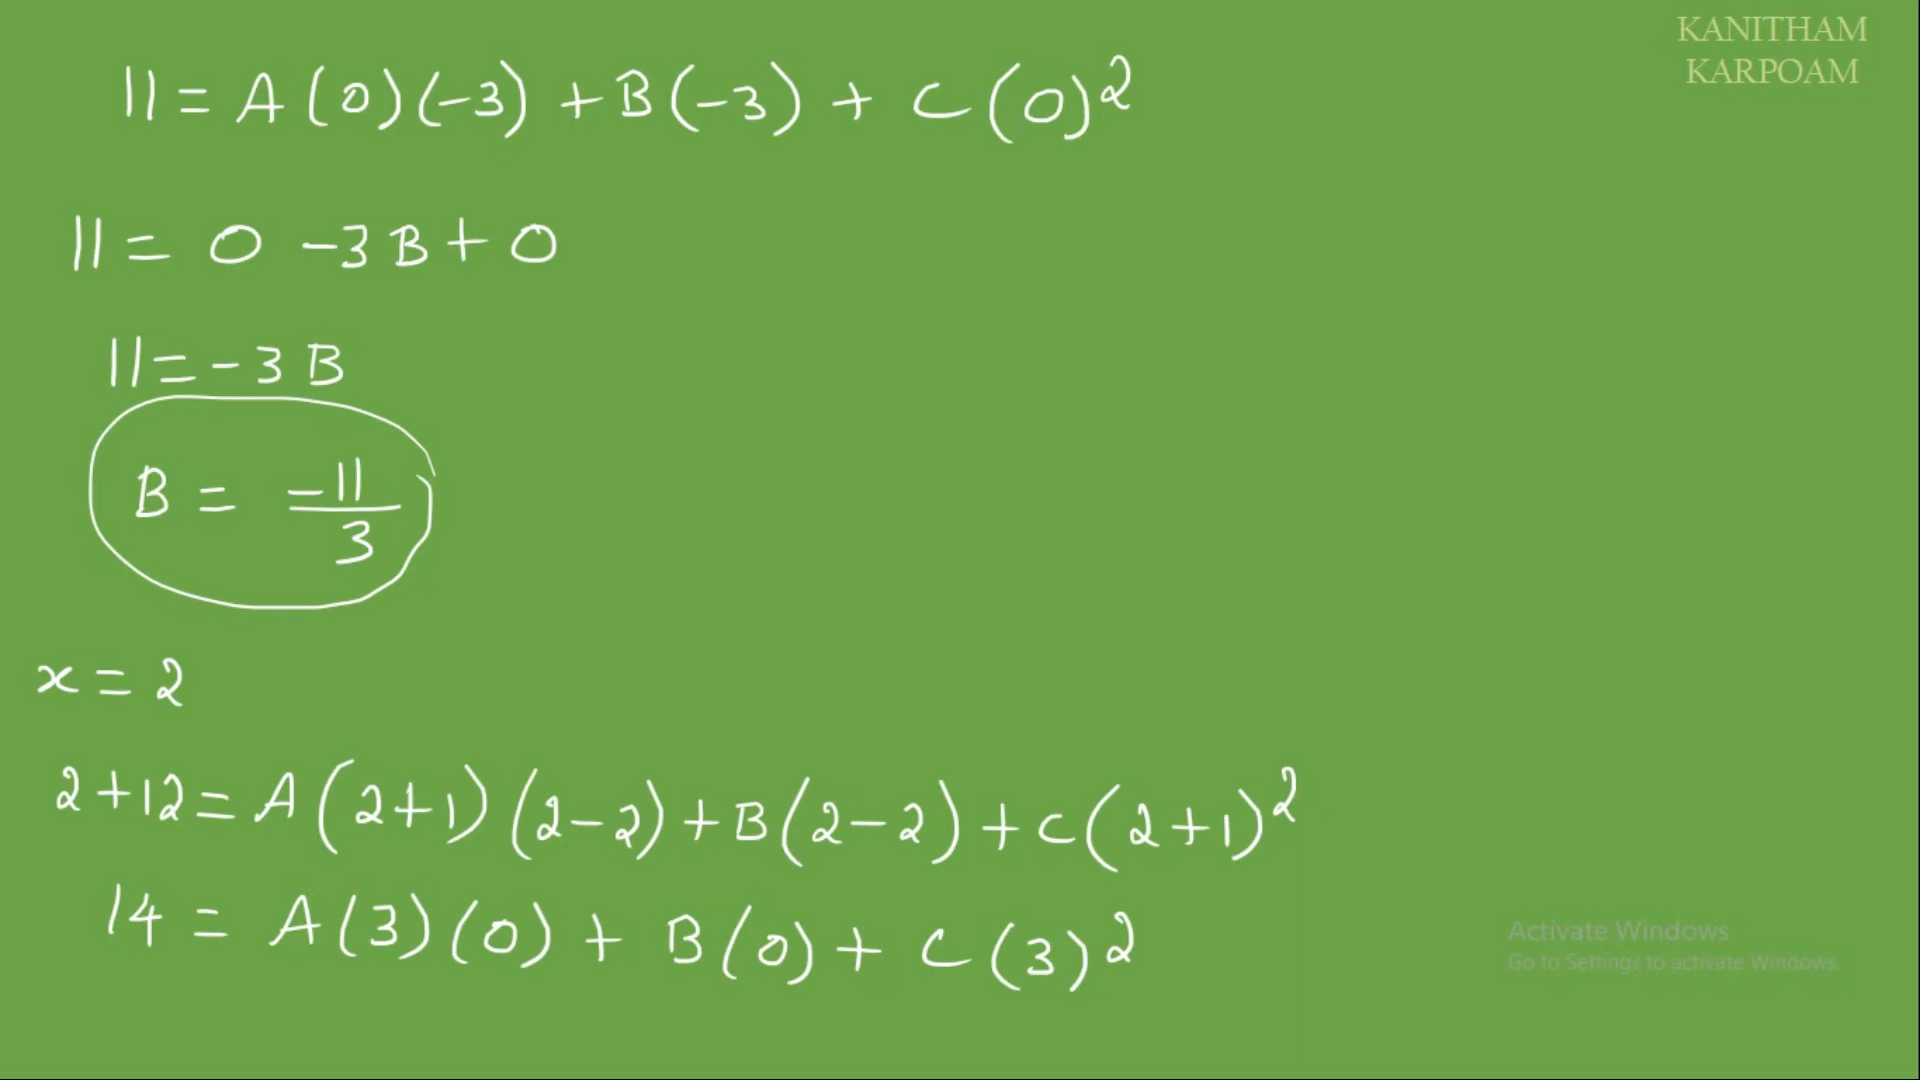 KANITHAM
KARPOAM
11 = A (0) (-3) + B (-3) + C (0)²
11 = 0 -3 B + 0
11 = -3 B
B = -11/3
x = 2
2+12 = A (2+1) (2-2) + B (2-2) + C (2+1)²
14 = A (3) (0) + B (0) + C (3)²
Activate Windows
Go to Settings to activate Windows.